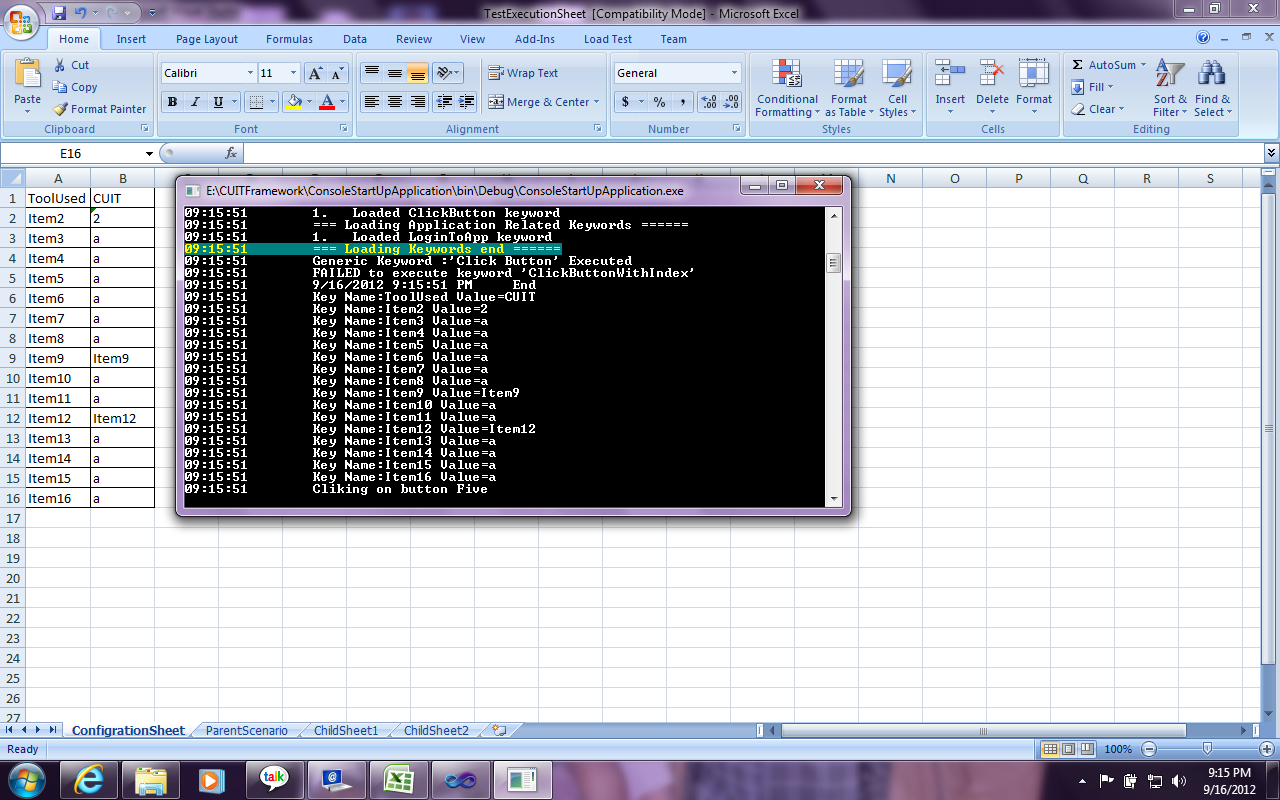 TestExecutionSheet [Compatibility Mode] - Microsoft Excel
Home Insert Page Layout Formulas Data Review View Add-Ins Load Test Team
Paste
Cut
Copy
Format Painter
Clipboard
Calibri 11
B I U
Font
Wrap Text
Merge & Center
Alignment
General
$ % ,
Number
Conditional Formatting
Format as Table
Cell Styles
Styles
Insert Delete Format
Cells
Σ AutoSum
Fill
Clear
Sort & Filter
Find & Select
Editing
E16 fx
A B N O P Q R S
1 ToolUsed CUIT
2 Item2 2
3 Item3 a
4 Item4 a
5 Item5 a
6 Item6 a
7 Item7 a
8 Item8 a
9 Item9 Item9
10 Item10 a
11 Item11 a
12 Item12 Item12
13 Item13 a
14 Item14 a
15 Item15 a
16 Item16 a
17
18
19
20
21
22
23
24
25
26
27
E:\CUITFramework\ConsoleStartUpApplication\bin\Debug\ConsoleStartUpApplication.exe
09:15:51 1. Loaded ClickButton keyword
09:15:51 === Loading Application Related Keywords ======
09:15:51 1. Loaded LoginToApp keyword
09:15:51 === Loading Keywords end ======
09:15:51 Generic Keyword :'Click Button' Executed
09:15:51 FAILED to execute keyword 'ClickButtonWithIndex'
09:15:51 9/16/2012 9:15:51 PM End
09:15:51 Key Name:ToolUsed Value=CUIT
09:15:51 Key Name:Item2 Value=2
09:15:51 Key Name:Item3 Value=a
09:15:51 Key Name:Item4 Value=a
09:15:51 Key Name:Item5 Value=a
09:15:51 Key Name:Item6 Value=a
09:15:51 Key Name:Item7 Value=a
09:15:51 Key Name:Item8 Value=a
09:15:51 Key Name:Item9 Value=Item9
09:15:51 Key Name:Item10 Value=a
09:15:51 Key Name:Item11 Value=a
09:15:51 Key Name:Item12 Value=Item12
09:15:51 Key Name:Item13 Value=a
09:15:51 Key Name:Item14 Value=a
09:15:51 Key Name:Item15 Value=a
09:15:51 Key Name:Item16 Value=a
09:15:51 Cliking on button Five
ConfigrationSheet ParentScenario ChildSheet1 ChildSheet2
Ready 100%
talk
9:15 PM
9/16/2012